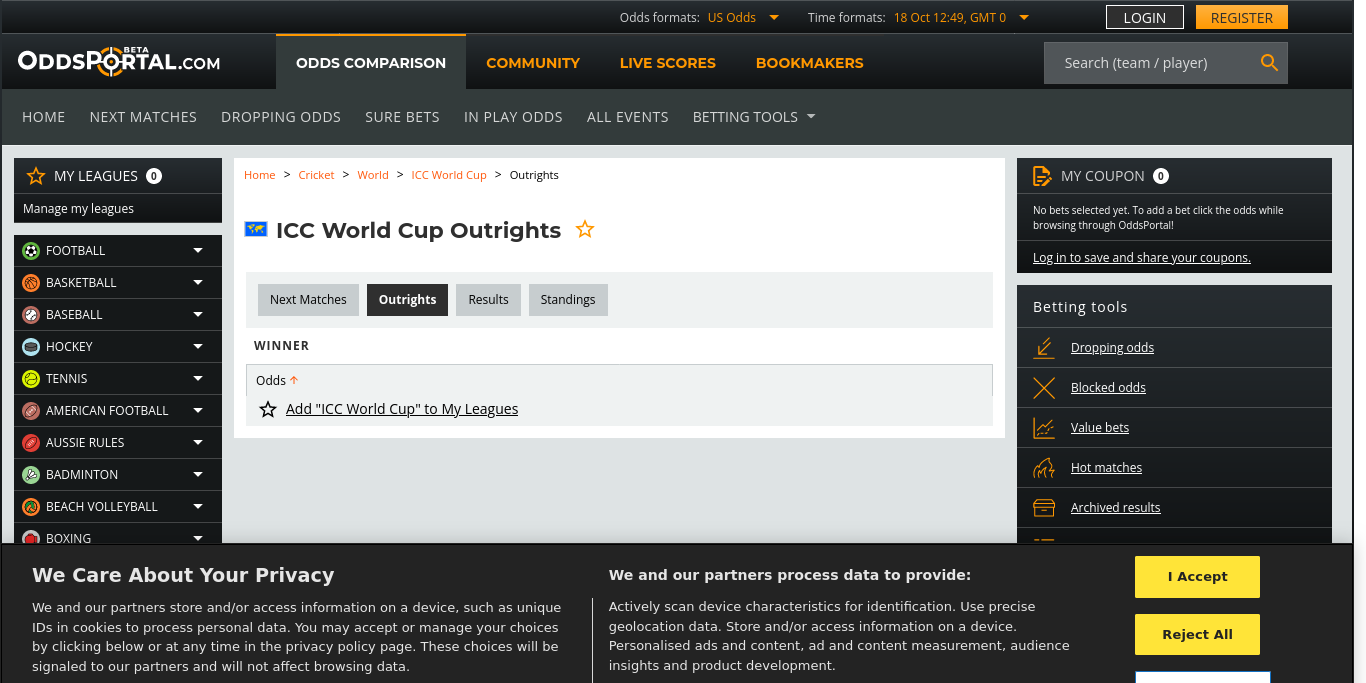 Odds formats: US Odds
Time formats: 18 Oct 12:49, GMT 0
LOGIN
REGISTER
ODDSPORTAL.COM
BETA
ODDS COMPARISON
COMMUNITY
LIVE SCORES
BOOKMAKERS
Search (team / player)
HOME
NEXT MATCHES
DROPPING ODDS
SURE BETS
IN PLAY ODDS
ALL EVENTS
BETTING TOOLS
MY LEAGUES 0
Manage my leagues
FOOTBALL
BASKETBALL
BASEBALL
HOCKEY
TENNIS
AMERICAN FOOTBALL
AUSSIE RULES
BADMINTON
BEACH VOLLEYBALL
BOXING
Home > Cricket > World > ICC World Cup > Outrights
ICC World Cup Outrights
Next Matches
Outrights
Results
Standings
WINNER
Odds
Add "ICC World Cup" to My Leagues
MY COUPON 0
No bets selected yet. To add a bet click the odds while
browsing through OddsPortal!
Log in to save and share your coupons.
Betting tools
Dropping odds
Blocked odds
Value bets
Hot matches
Archived results
We Care About Your Privacy
We and our partners store and/or access information on a device, such as unique
IDs in cookies to process personal data. You may accept or manage your choices
by clicking below or at any time in the privacy policy page. These choices will be
signaled to our partners and will not affect browsing data.
We and our partners process data to provide:
Actively scan device characteristics for identification. Use precise
geolocation data. Store and/or access information on a device.
Personalised ads and content, ad and content measurement, audience
insights and product development.
I Accept
Reject All